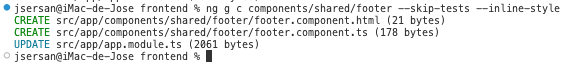 jsersan@iMac-de-Jose frontend % ng g c components/shared/footer --skip-tests --inline-style
CREATE src/app/components/shared/footer/footer.component.html (21 bytes)
CREATE src/app/components/shared/footer/footer.component.ts (178 bytes)
UPDATE src/app/app.module.ts (2061 bytes)
jsersan@iMac-de-Jose frontend %